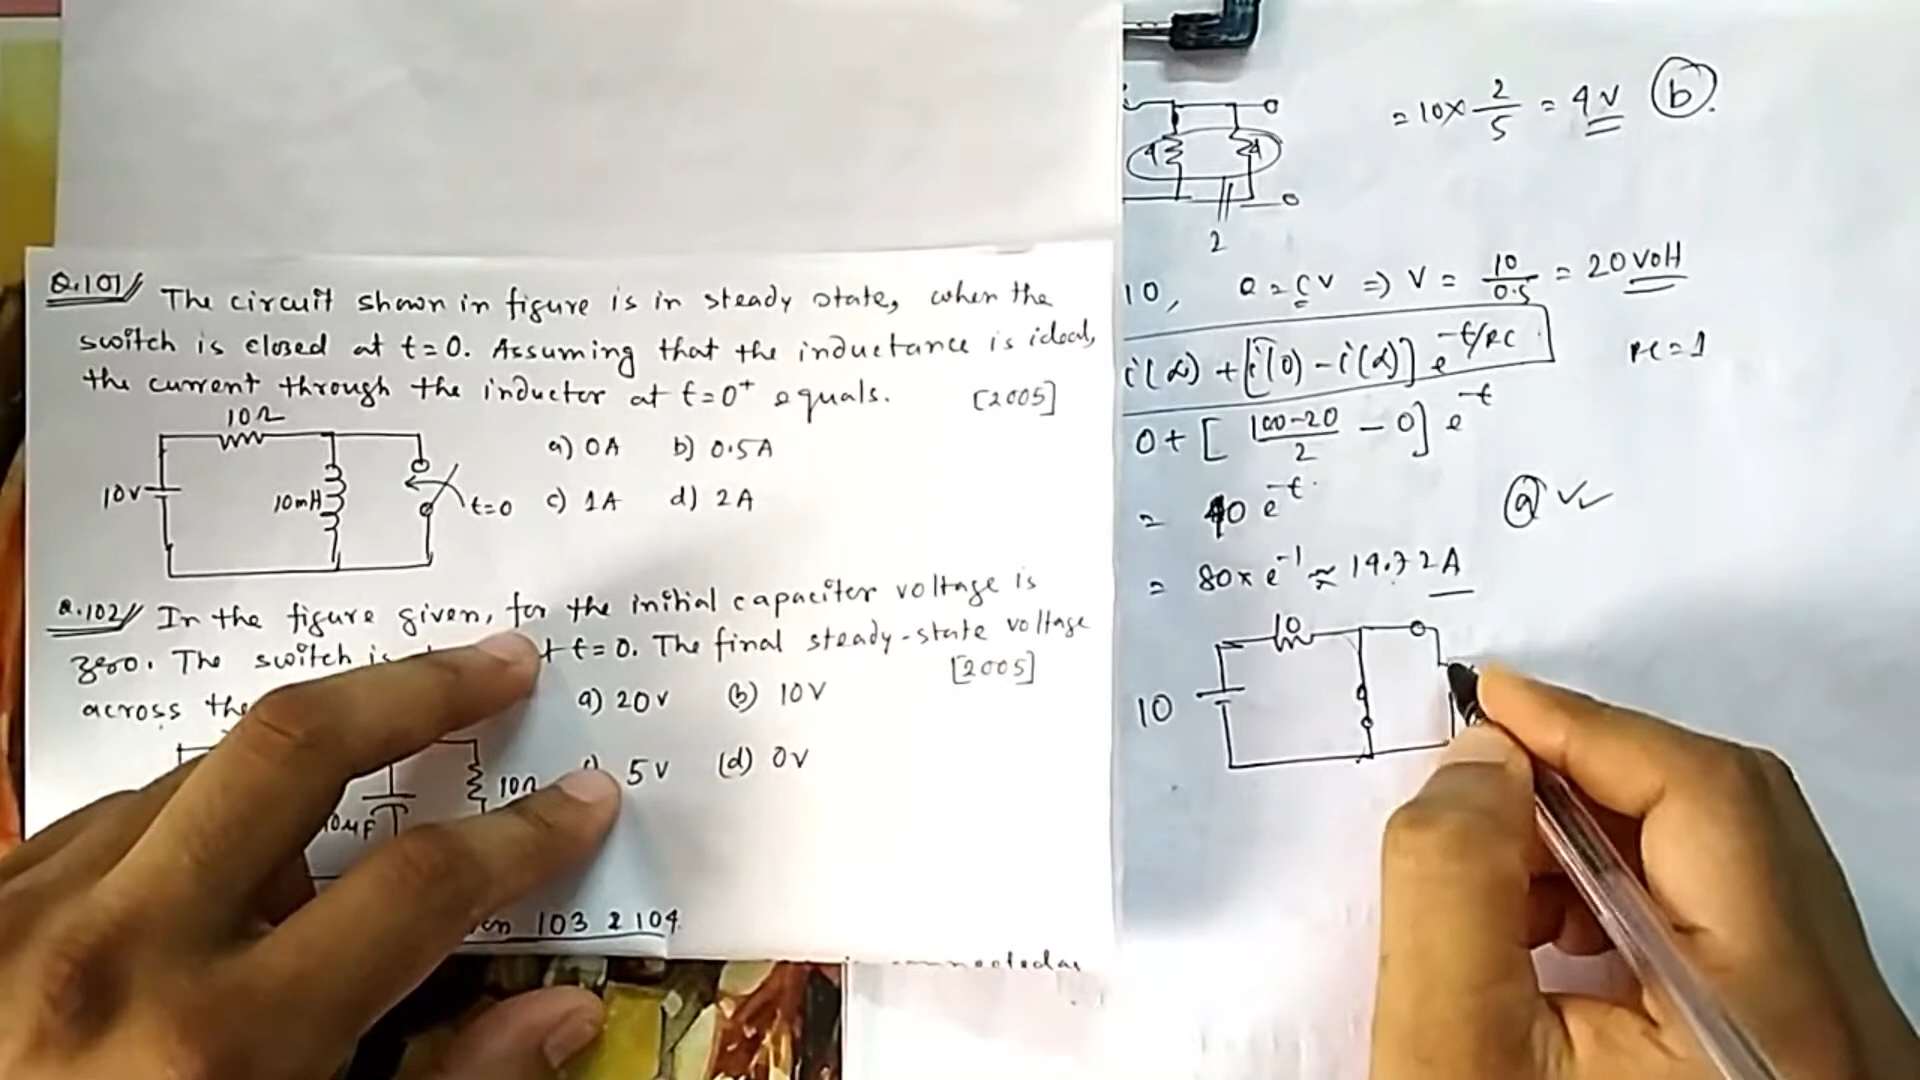 Q.101 The circuit shown in figure is in steady state, when the
switch is closed at t=0. Assuming that the inductance is ideal,
the current through the inductor at t=0⁺ equals. [2005]
10Ω
10V
10mH
t=0
a) 0A b) 0.5A
c) 1A d) 2A
Q.102 In the figure given, for the initial capacitor voltage is
zero. The switch is t=0. The final steady-state voltage
across the [2005]
a) 20V (b) 10V
5V (d) 0V
10Ω
10μF
103 & 104
= 10 × 2/5 = 4V (b).
4 4
2
10, Q = CV ⇒ V = 10/0.5 = 20 volt
i(∞) + [i(0) - i(∞)] e^-t/RC
RC = 1
0 + [ (100-20)/2 - 0 ] e^-t
= 40 e^-t.
(a) ✓✓
= 80 × e^-1 ≈ 14.72 A
10
10